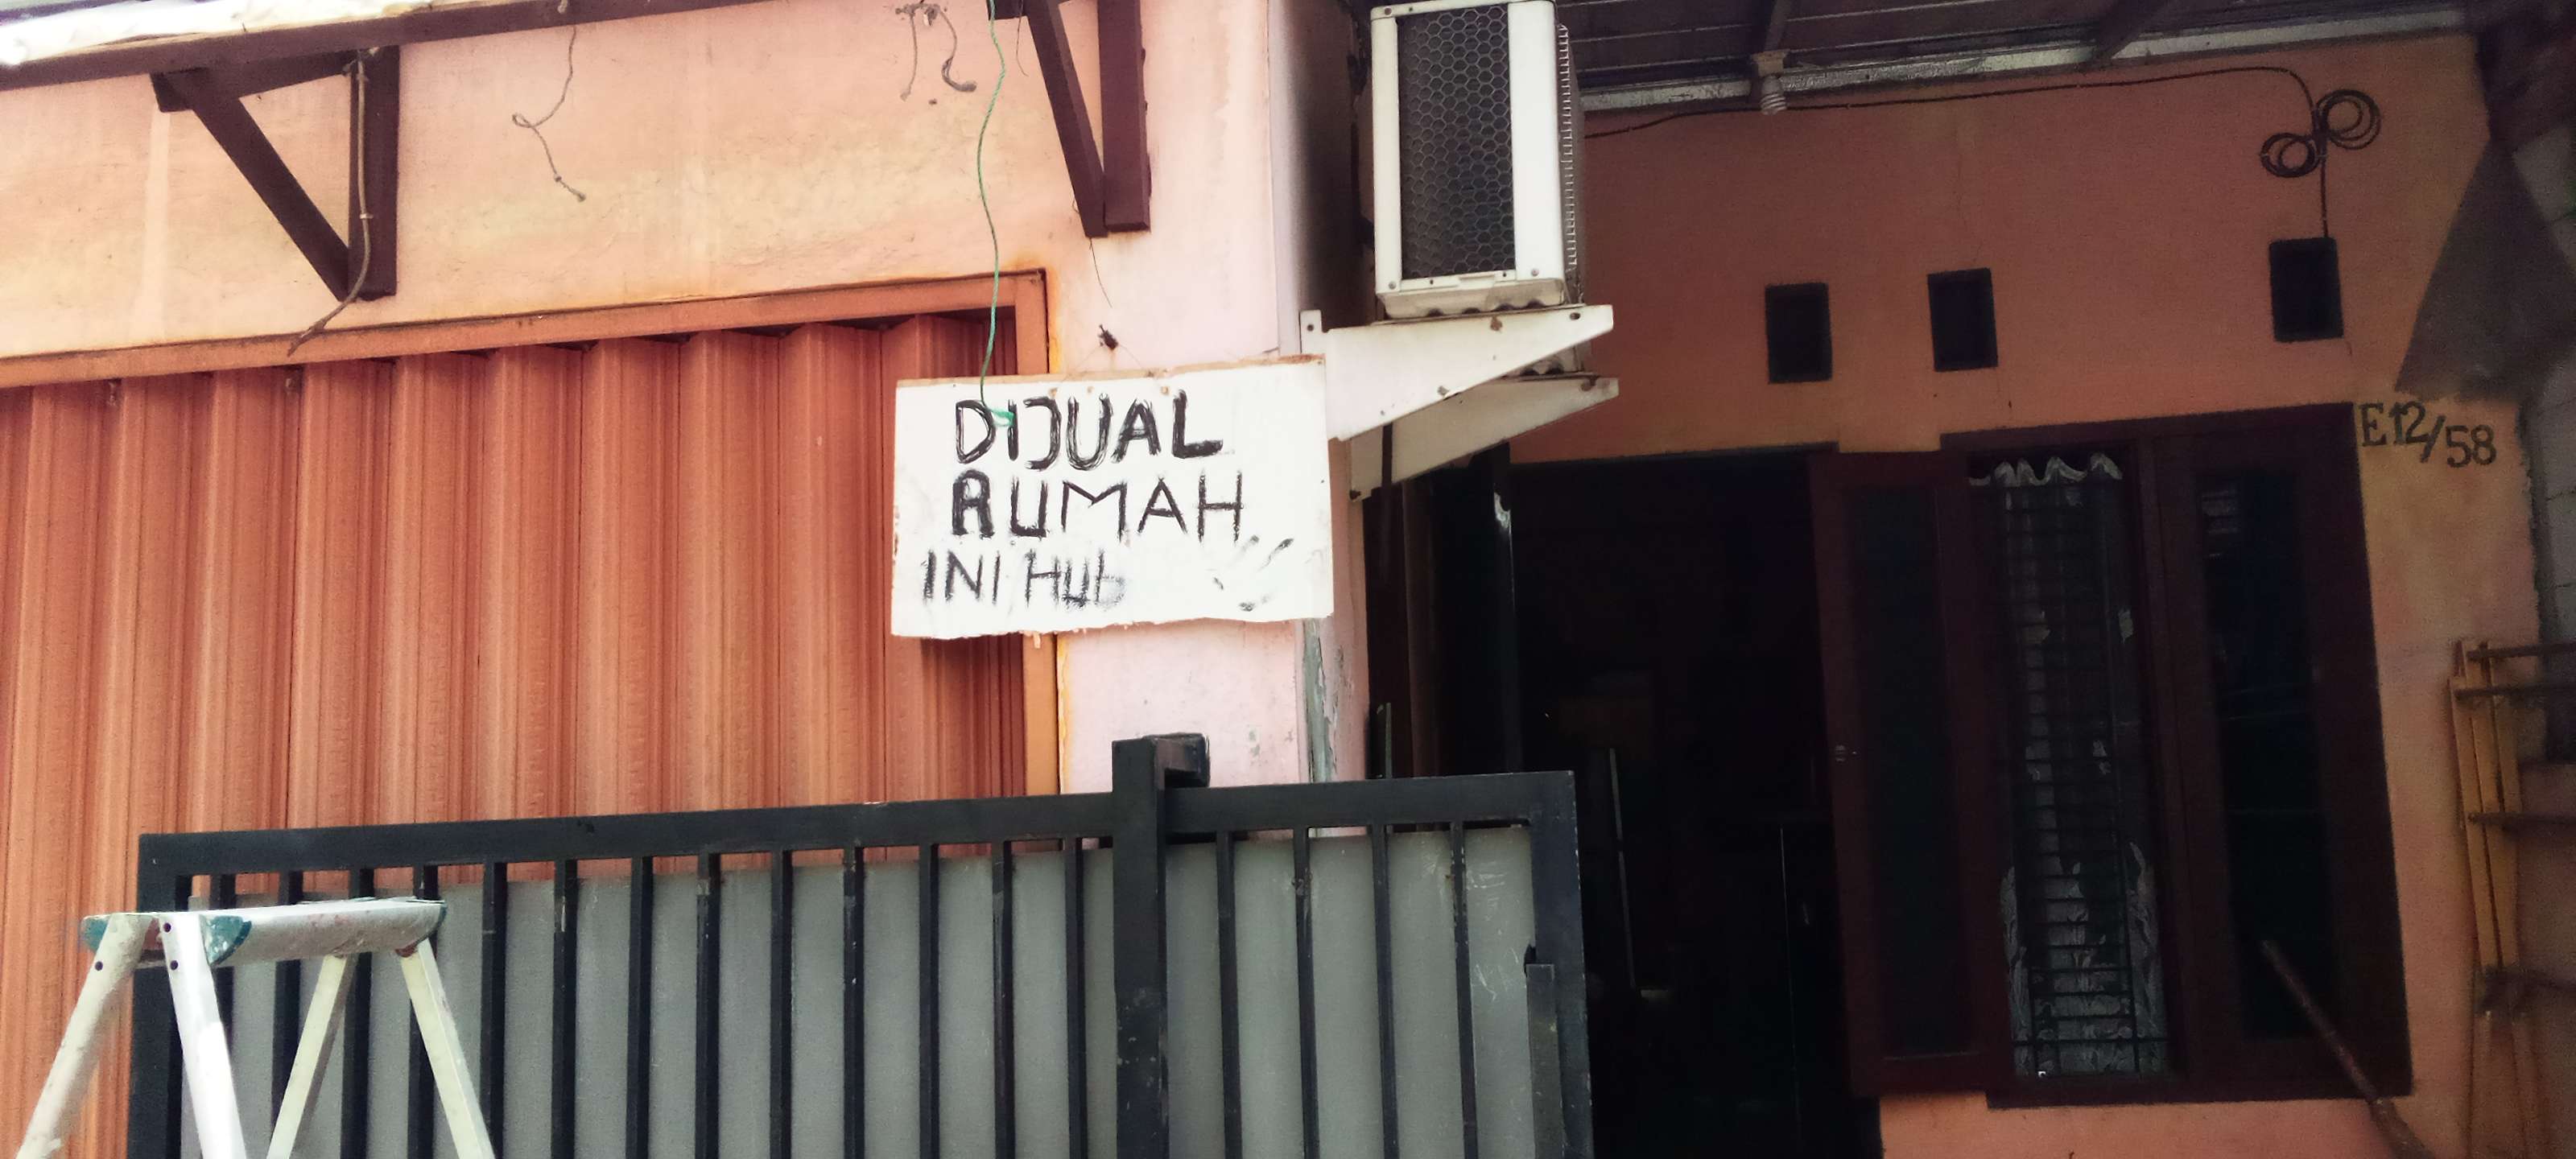 DIJUAL
RUMAH
INI HUb
E12/58